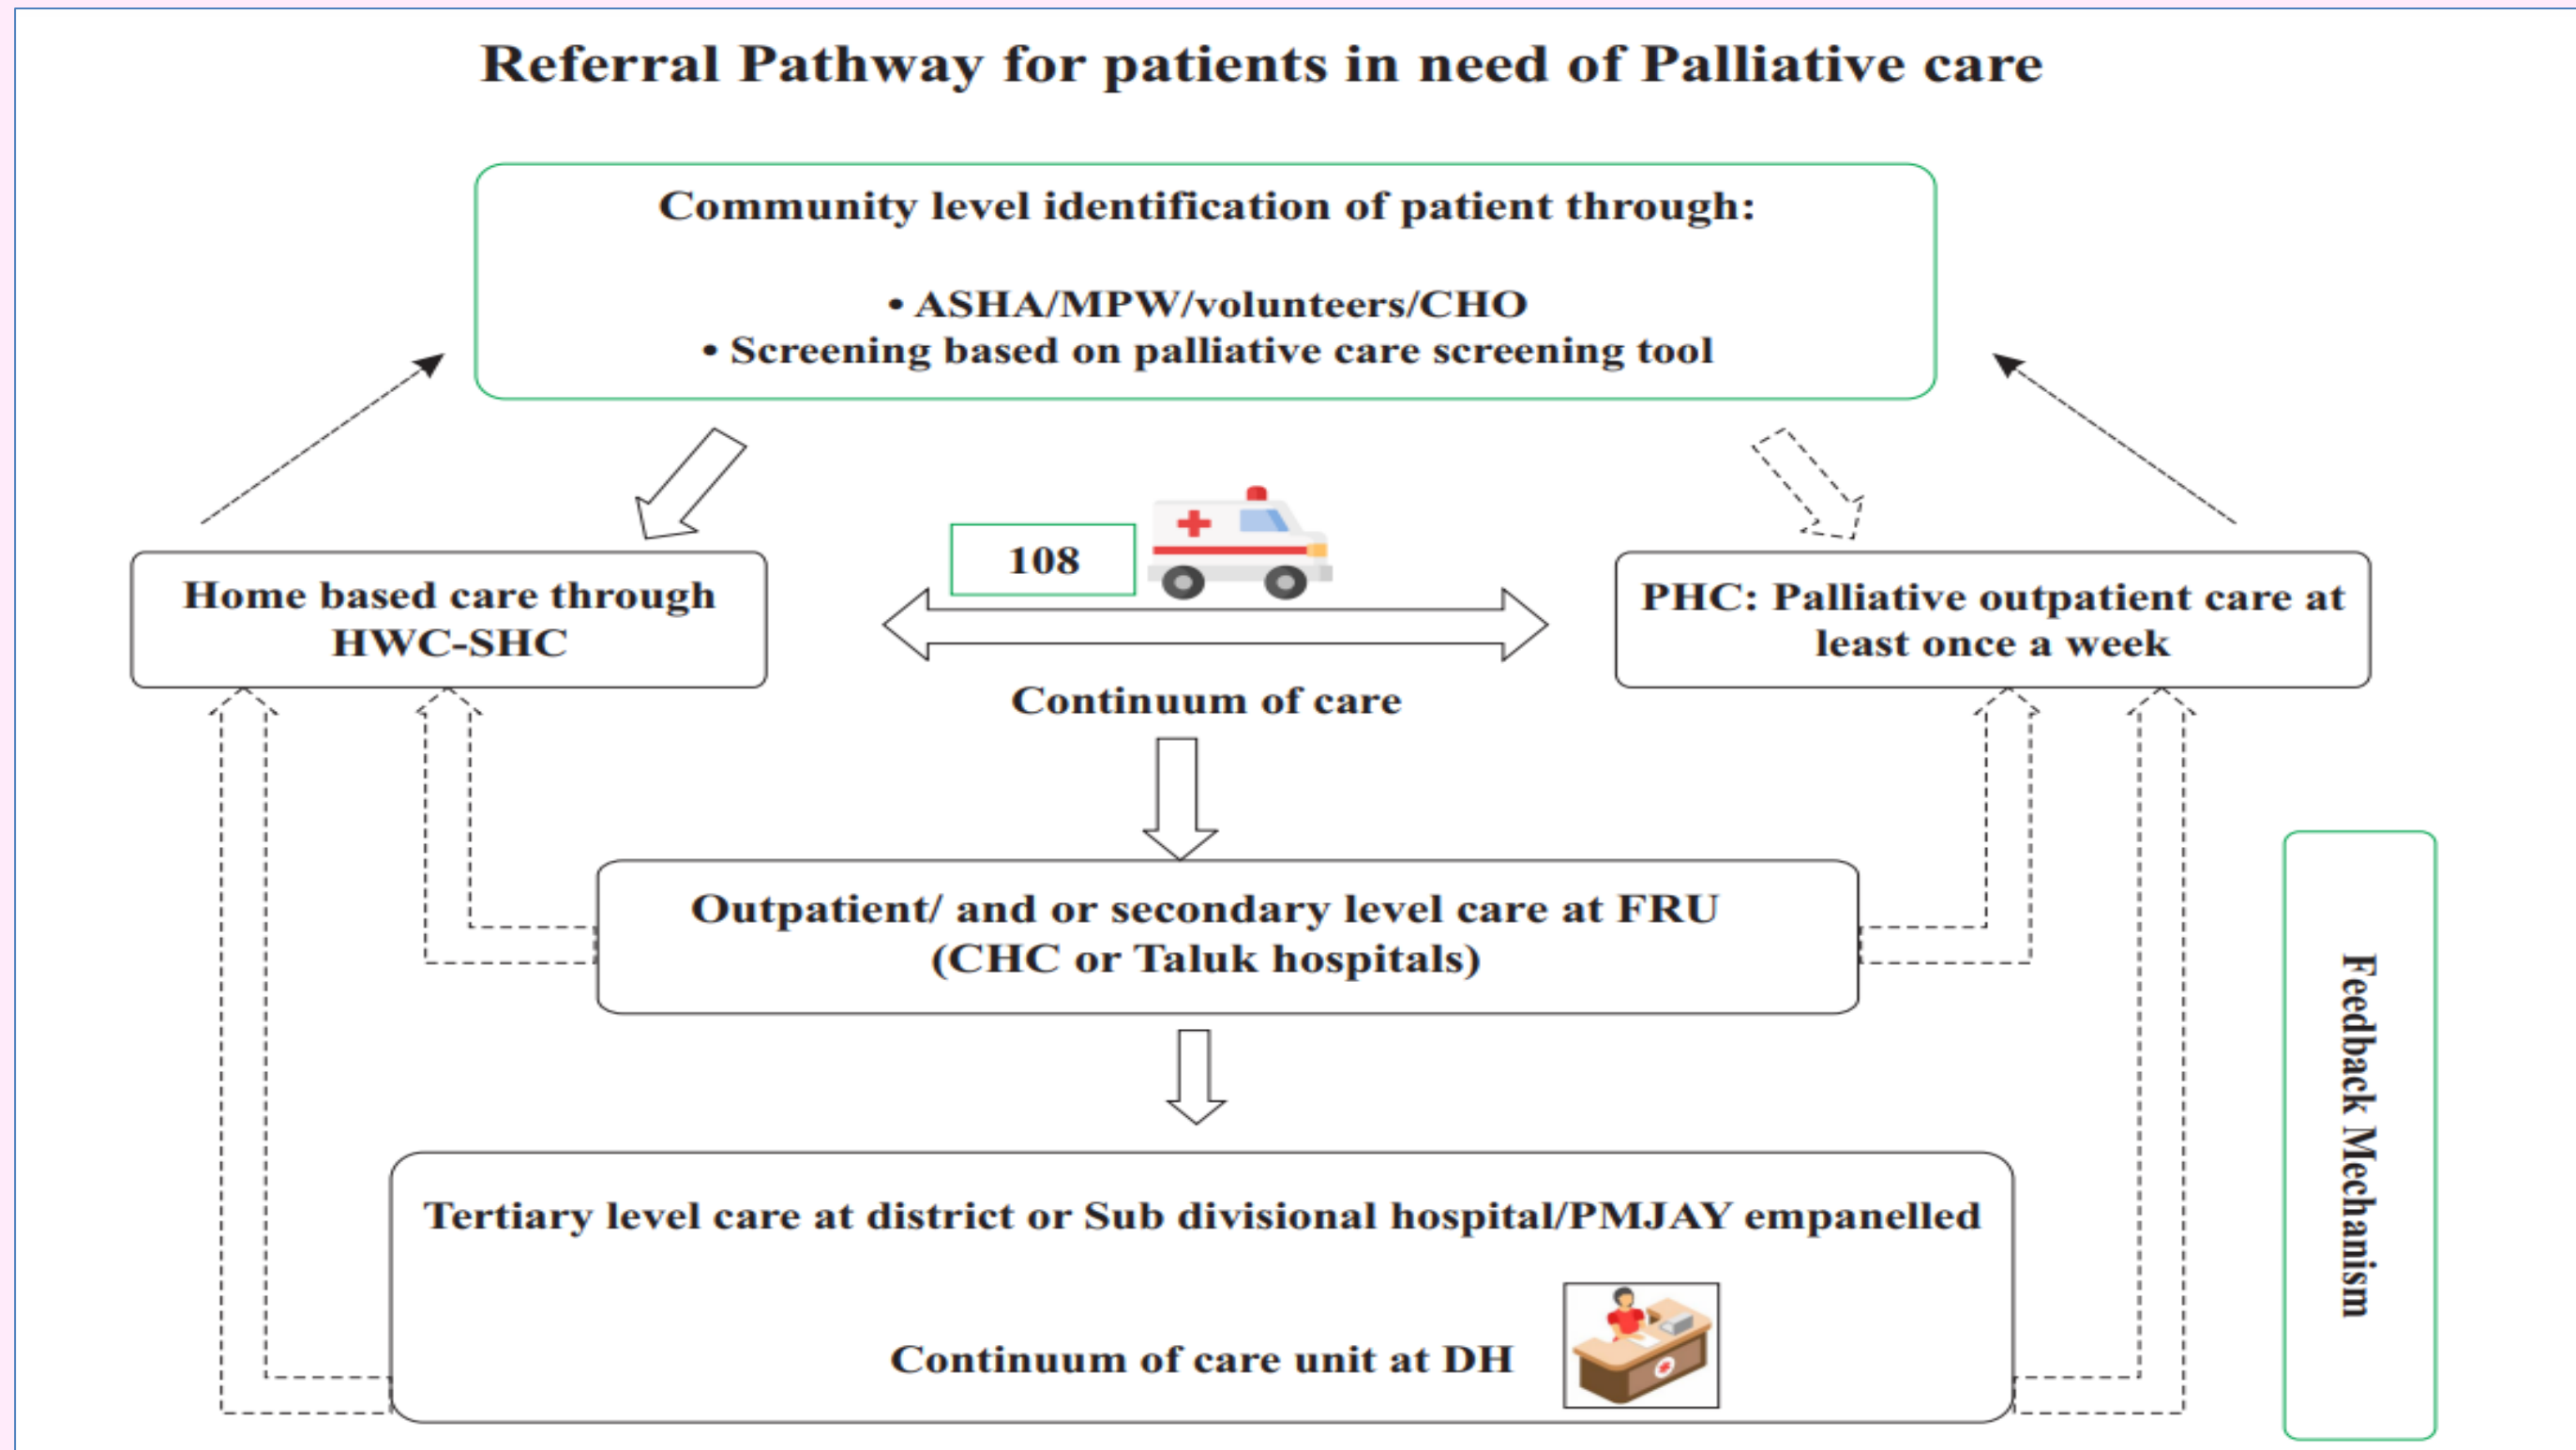 Referral Pathway for patients in need of Palliative care
Community level identification of patient through:
• ASHA/MPW/volunteers/CHO
• Screening based on palliative care screening tool
108
Home based care through
HWC-SHC
PHC: Palliative outpatient care at
least once a week
Continuum of care
Outpatient/ and or secondary level care at FRU
(CHC or Taluk hospitals)
Feedback Mechanism
Tertiary level care at district or Sub divisional hospital/PMJAY empanelled
Continuum of care unit at DH